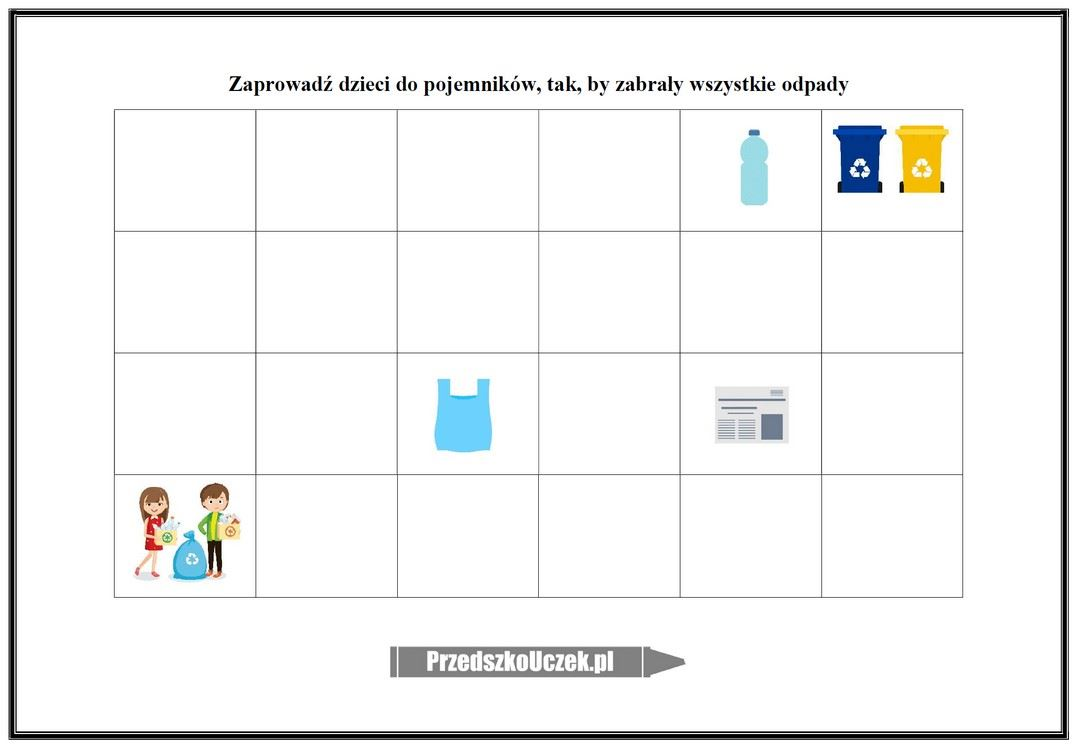 Zaprowadź dzieci do pojemników, tak, by zabrały wszystkie odpady
PrzedszkoUczek.pl